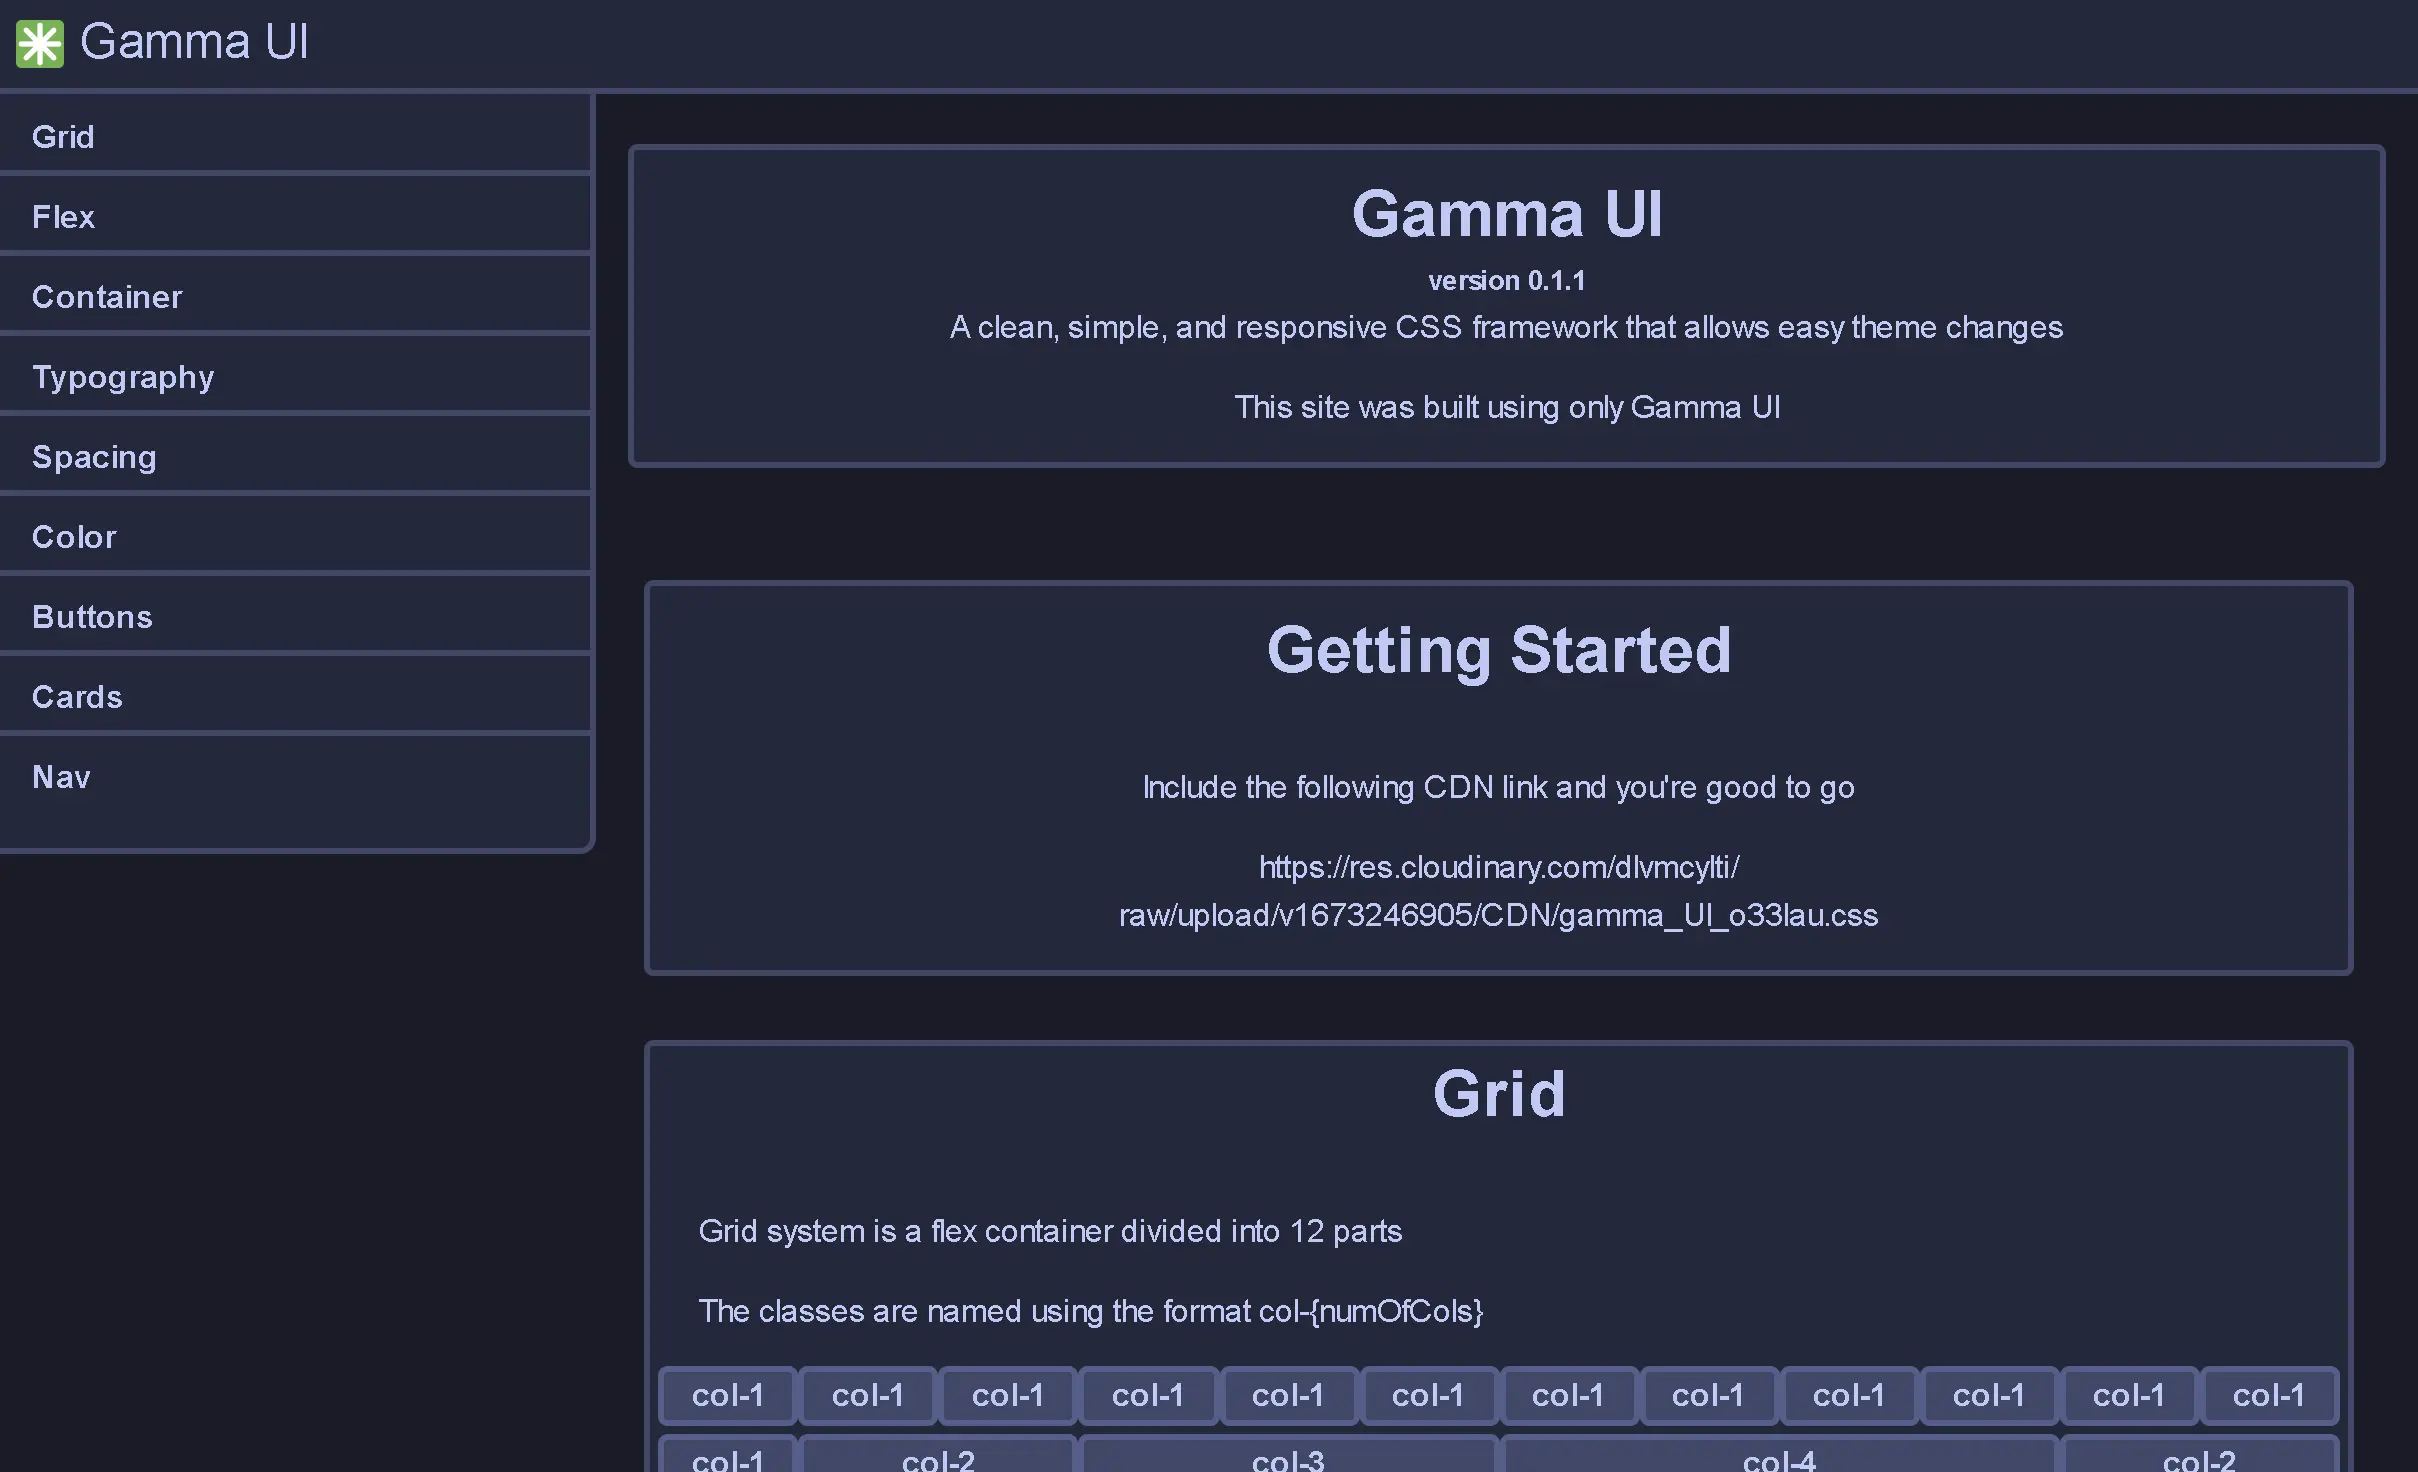 Gamma UI
Grid
Flex
Container
Typography
Spacing
Color
Buttons
Cards
Nav
Gamma UI
version 0.1.1
A clean, simple, and responsive CSS framework that allows easy theme changes
This site was built using only Gamma UI
Getting Started
Include the following CDN link and you're good to go
https://res.cloudinary.com/dlvmcylti/
raw/upload/v1673246905/CDN/gamma_UI_o33lau.css
Grid
Grid system is a flex container divided into 12 parts
The classes are named using the format col-{numOfCols}
col-1 col-1 col-1 col-1 col-1 col-1 col-1 col-1 col-1 col-1 col-1 col-1
col-1 col-2 col-3 col-4 col-2